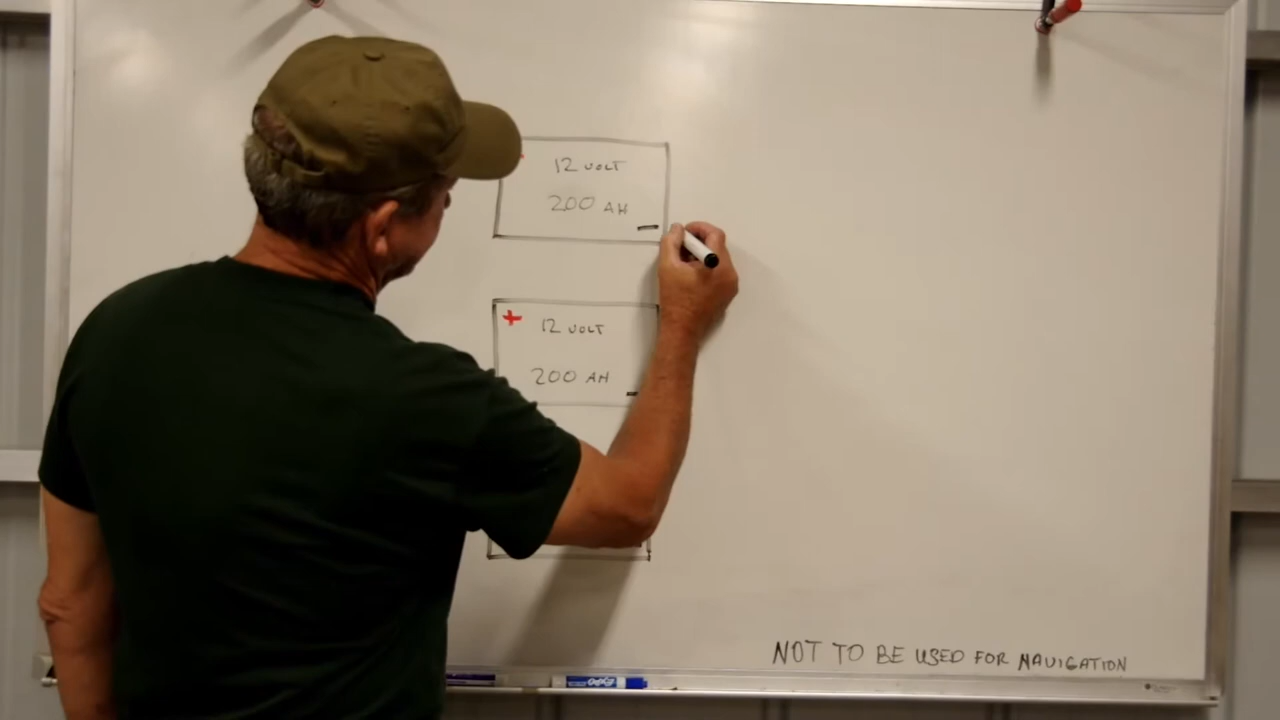 12 VOLT
200 AH
-
+ 12 VOLT
200 AH
-
NOT TO BE USED FOR NAVIGATION